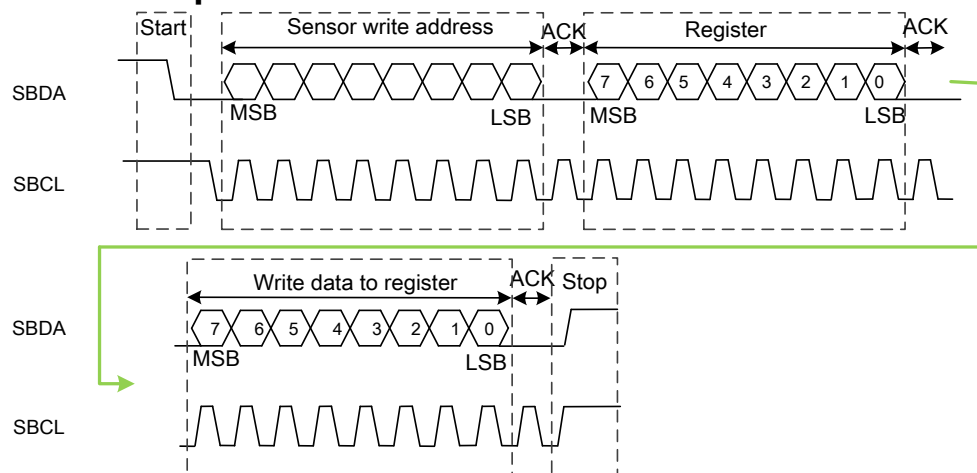 Start Sensor write address ACK Register ACK
SBDA 7 6 5 4 3 2 1 0
MSB LSB MSB LSB
SBCL
Write data to register ACK Stop
SBDA 7 6 5 4 3 2 1 0
MSB LSB
SBCL